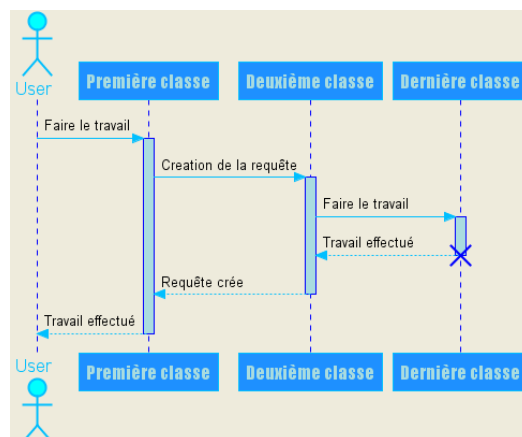 User
Première classe
Deuxième classe
Dernière classe
Faire le travail
Creation de la requête
Faire le travail
Travail effectué
Requête crée
Travail effectué
User
Première classe
Deuxième classe
Dernière classe